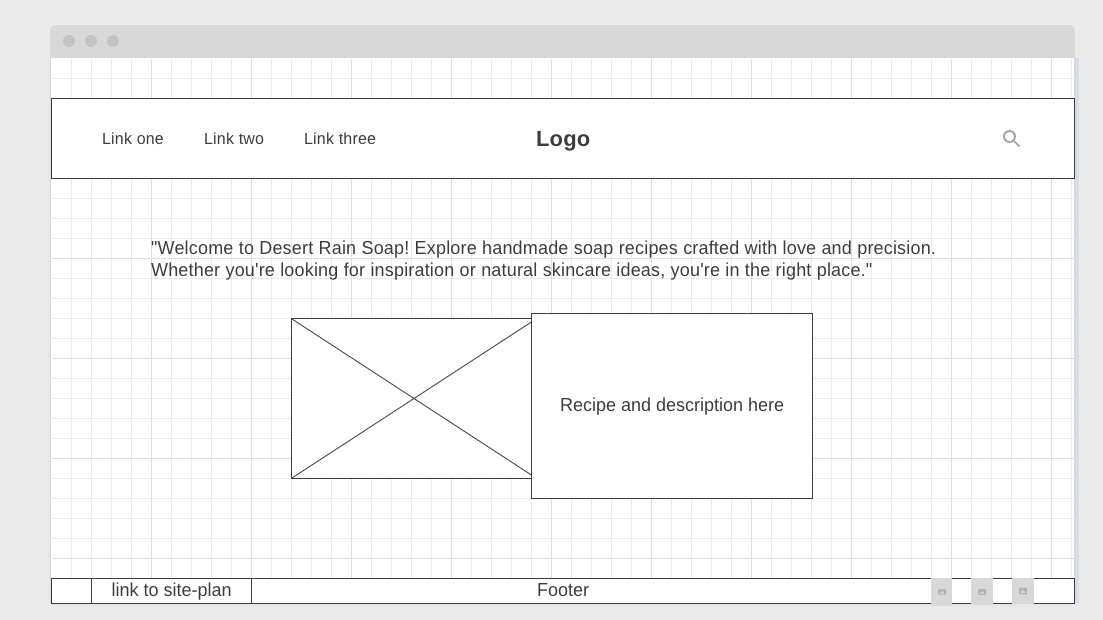 Link one Link two Link three Logo
"Welcome to Desert Rain Soap! Explore handmade soap recipes crafted with love and precision.
Whether you're looking for inspiration or natural skincare ideas, you're in the right place."
Recipe and description here
link to site-plan Footer